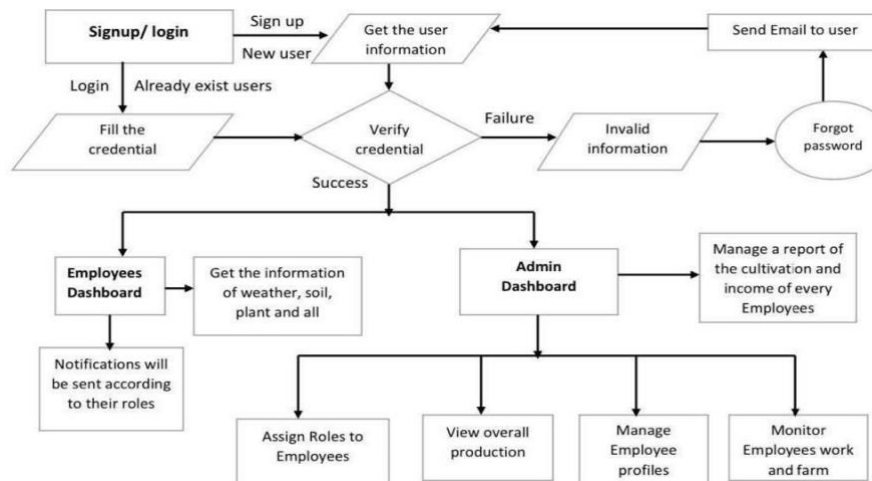 Signup/ login
Sign up
New user
Get the user
information
Send Email to user
Login
Already exist users
Fill the
credential
Verify
credential
Failure
Invalid
information
Forgot
password
Success
Employees
Dashboard
Get the information
of weather, soil,
plant and all
Admin
Dashboard
Manage a report of
the cultivation and
income of every
Employees
Notifications will
be sent according
to their roles
Assign Roles to
Employees
View overall
production
Manage
Employee
profiles
Monitor
Employees work
and farm